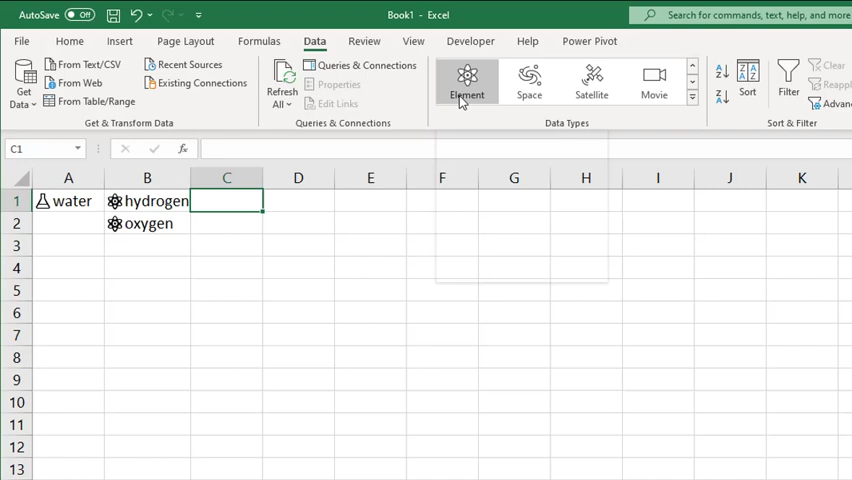 AutoSave Off Book1 - Excel Search for commands, text, help, and more
File Home Insert Page Layout Formulas Data Review View Developer Help Power Pivot
Get Data
From Text/CSV
From Web
From Table/Range
Recent Sources
Existing Connections
Get & Transform Data
Refresh All
Queries & Connections
Properties
Edit Links
Queries & Connections
Element Space Satellite Movie
Data Types
Sort
Filter
Clear
Reapply
Advan
Sort & Filter
C1 fx
A B C D E F G H I J K
1 water hydrogen
2 oxygen
3
4
5
6
7
8
9
10
11
12
13